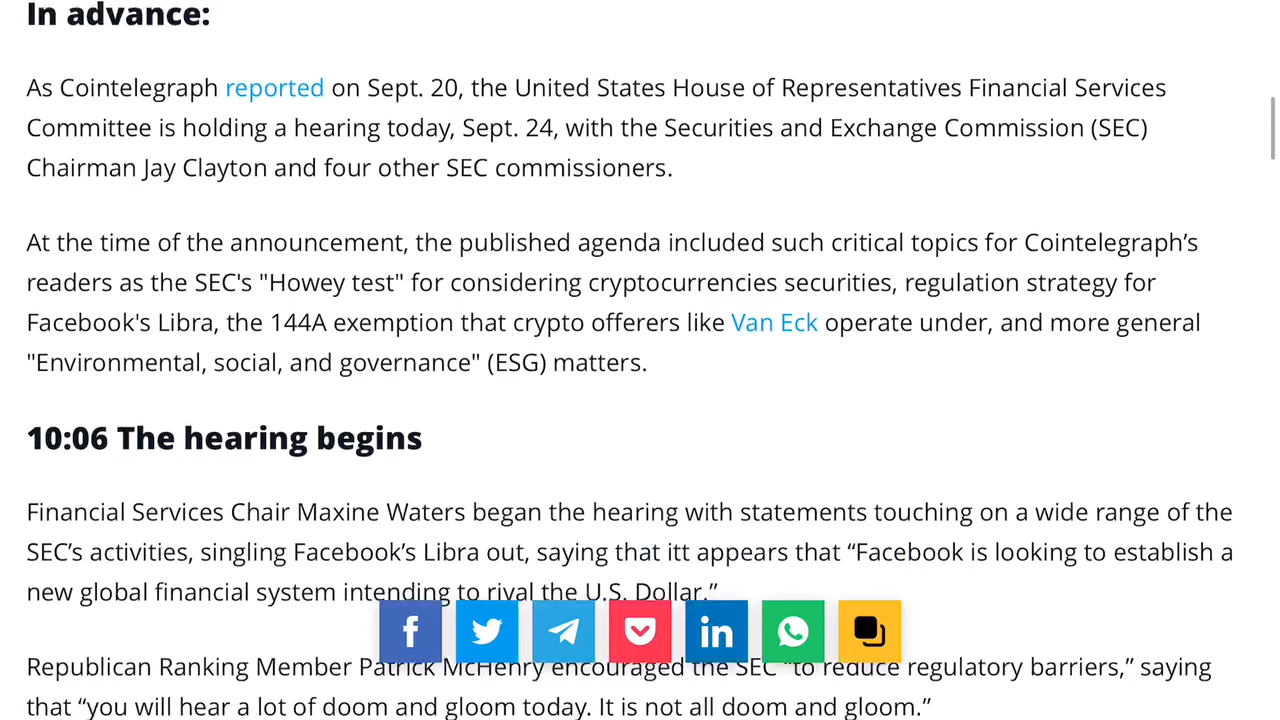 In advance:
As Cointelegraph reported on Sept. 20, the United States House of Representatives Financial Services
Committee is holding a hearing today, Sept. 24, with the Securities and Exchange Commission (SEC)
Chairman Jay Clayton and four other SEC commissioners.
At the time of the announcement, the published agenda included such critical topics for Cointelegraph’s
readers as the SEC's "Howey test" for considering cryptocurrencies securities, regulation strategy for
Facebook's Libra, the 144A exemption that crypto offerers like Van Eck operate under, and more general
"Environmental, social, and governance" (ESG) matters.
10:06 The hearing begins
Financial Services Chair Maxine Waters began the hearing with statements touching on a wide range of the
SEC’s activities, singling Facebook’s Libra out, saying that itt appears that “Facebook is looking to establish a
new global financial system intending to rival the U.S. Dollar.”
f
in
Republican Ranking Member Patrick McHenry encouraged the SEC “to reduce regulatory barriers,” saying
that “you will hear a lot of doom and gloom today. It is not all doom and gloom.”